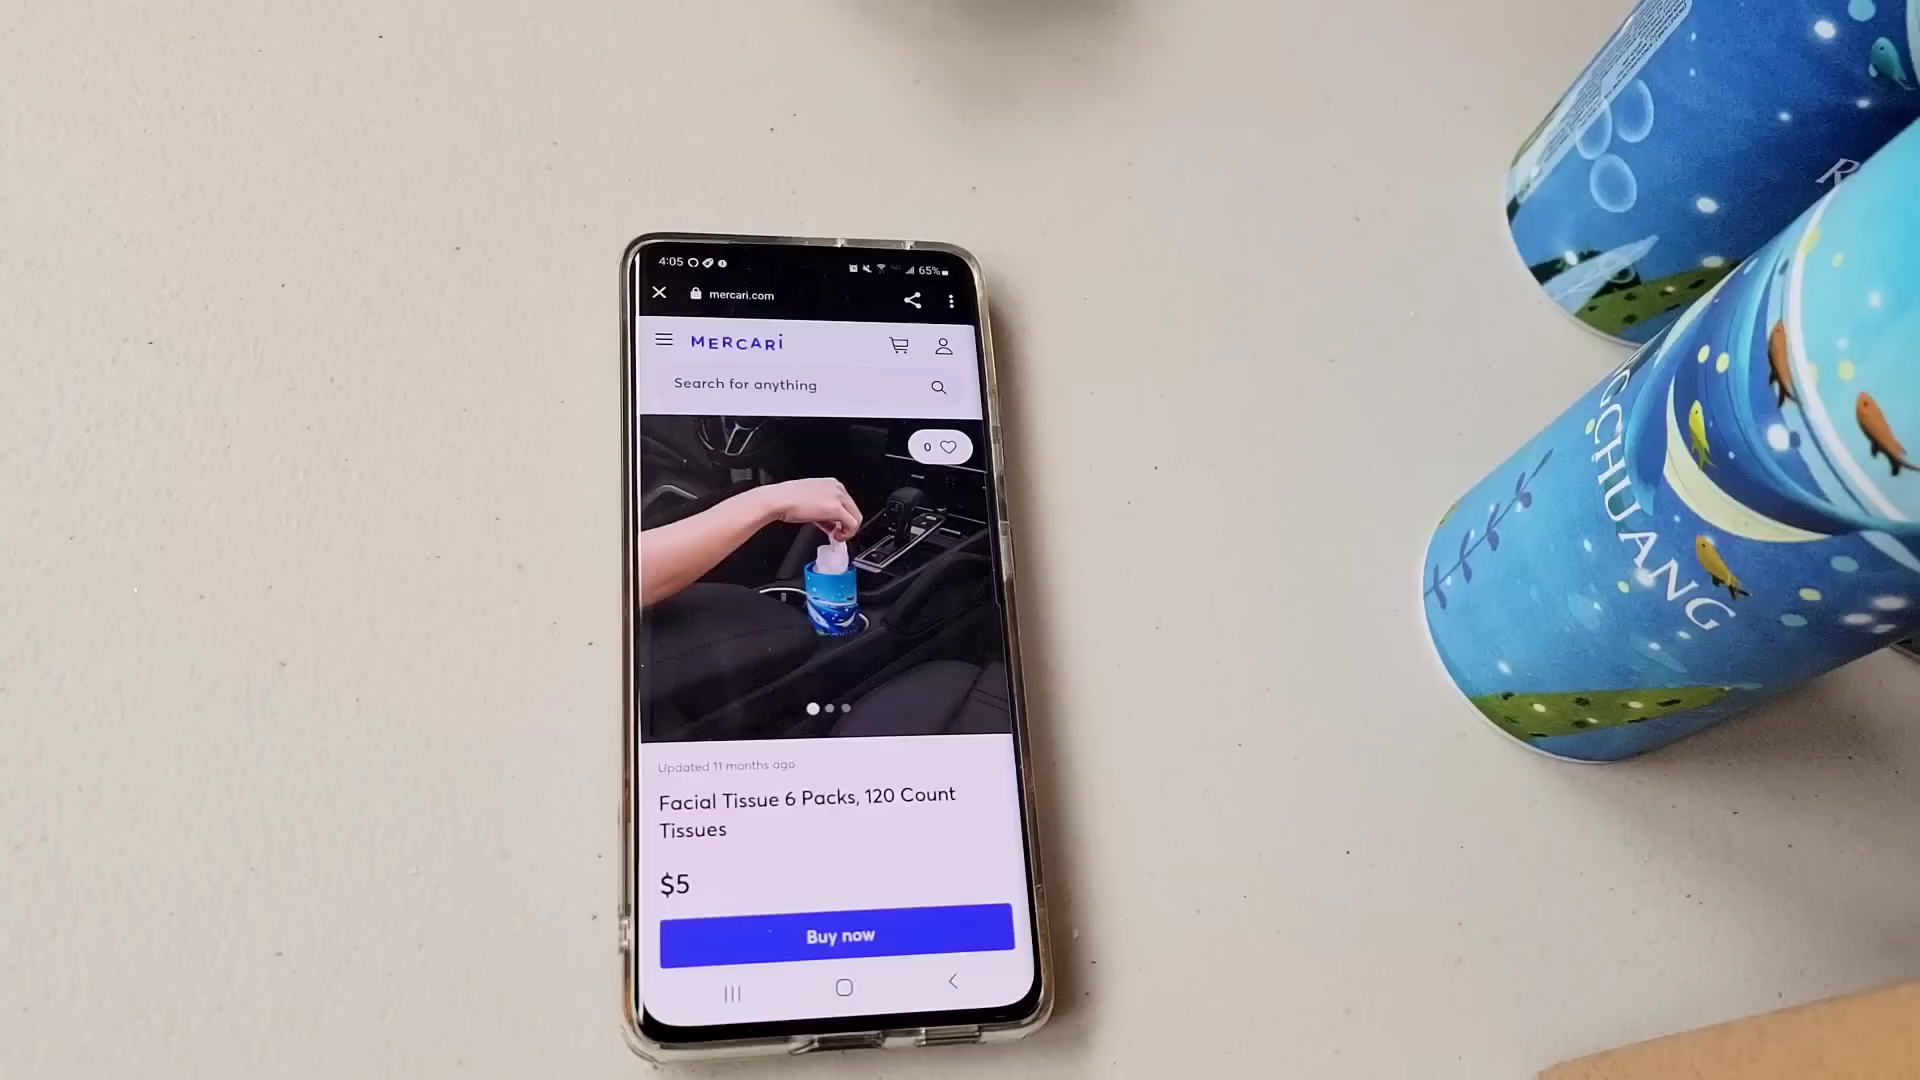 4:05
65%
mercari.com
MERCARI
Search for anything
0
Updated 11 months ago
Facial Tissue 6 Packs, 120 Count
Tissues
$5
Buy now
GCHUANG